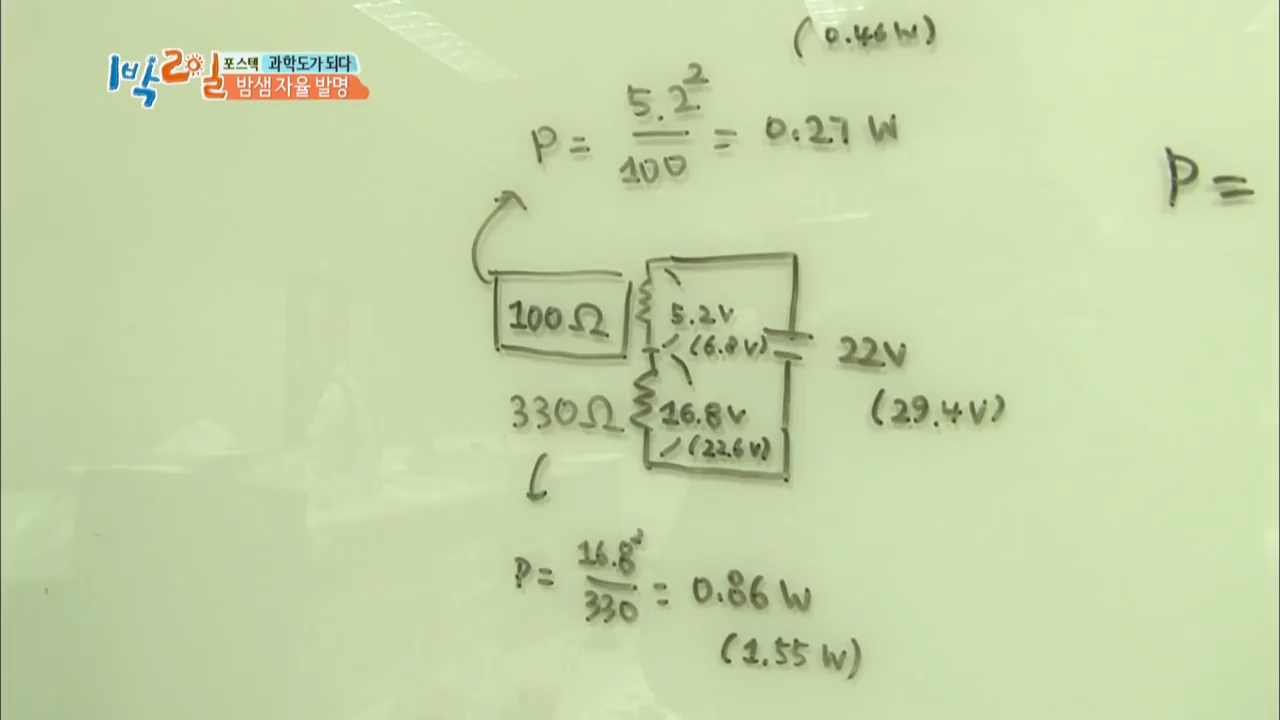 1박2일 포스텍 과학도가 되다
밤샘 자율 발명
(0.46W)
P = 5.2²/100 = 0.27 W
P =
100Ω
5.2V
(6.8V)
22V
(29.4V)
330Ω
16.8V
(22.6V)
P = 16.8²/330 = 0.86 W
(1.55 W)